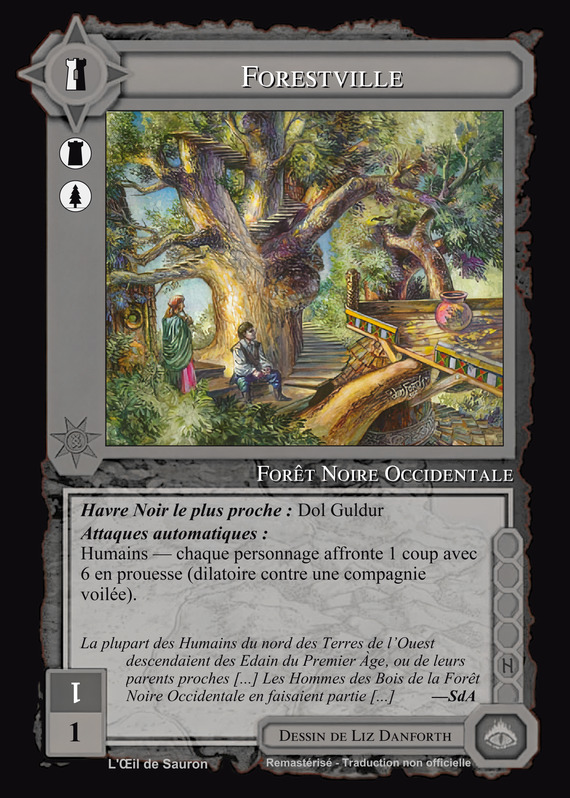 Forestville
Forêt Noire Occidentale
Havre Noir le plus proche : Dol Guldur
Attaques automatiques :
Humains — chaque personnage affronte 1 coup avec
6 en prouesse (dilatoire contre une compagnie
voilée).
La plupart des Humains du nord des Terres de l'Ouest
descendaient des Edain du Premier Âge, ou de leurs
parents proches [...] Les Hommes des Bois de la Forêt
Noire Occidentale en faisaient partie [...] —SdA
1
1
Dessin de Liz Danforth
L'Œil de Sauron
Remastérisé - Traduction non officielle